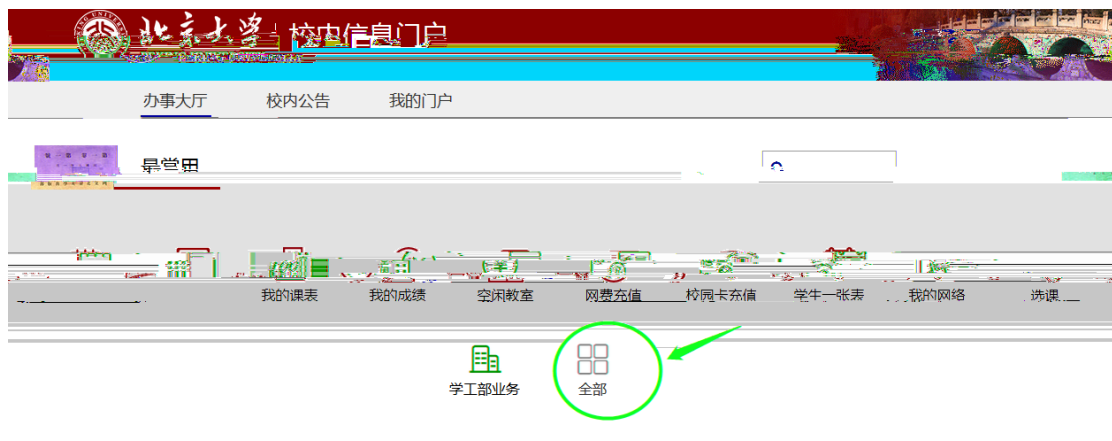 北京大学 校内信息门户
办事大厅 校内公告 我的门户
最常用
我的课表 我的成绩 空闲教室 网费充值 校园卡充值 学生一张表 我的网络 选课
学工部业务 全部